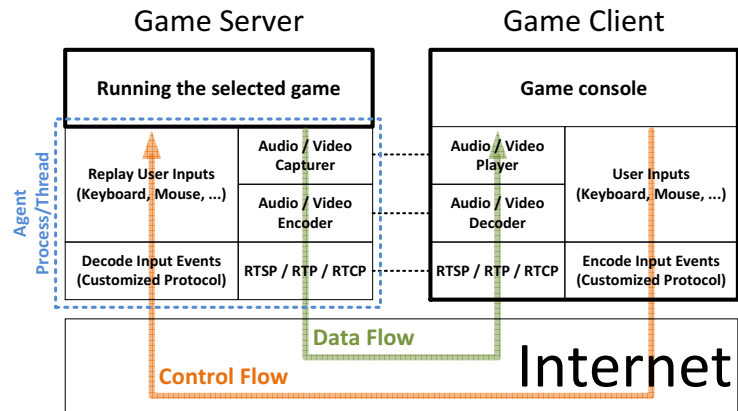 Game Server
Game Client
Running the selected game
Game console
Agent
Process/Thread
Replay User Inputs
(Keyboard, Mouse, ...)
Audio / Video
Capturer
Audio / Video
Encoder
Decode Input Events
(Customized Protocol)
RTSP / RTP / RTCP
Audio / Video
Player
Audio / Video
Decoder
RTSP / RTP / RTCP
User Inputs
(Keyboard, Mouse, ...)
Encode Input Events
(Customized Protocol)
Data Flow
Control Flow
Internet